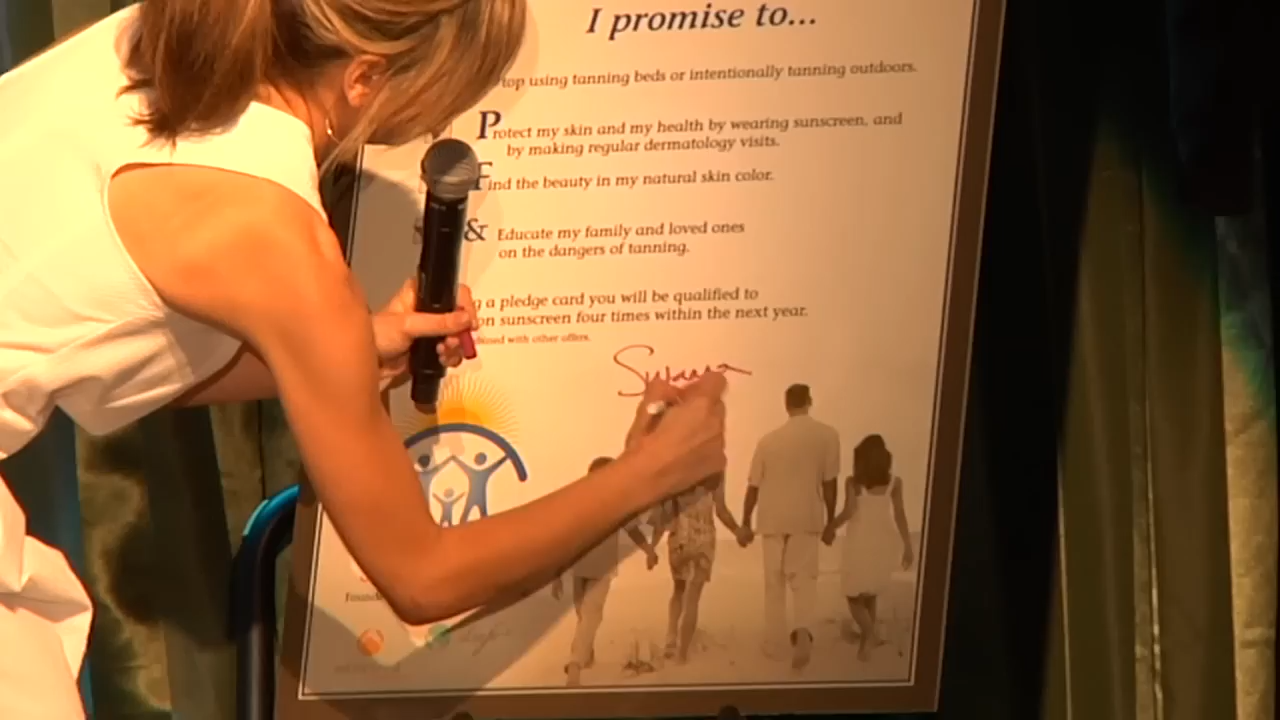 I promise to...
top using tanning beds or intentionally tanning outdoors.
Protect my skin and my health by wearing sunscreen, and
by making regular dermatology visits.
Find the beauty in my natural skin color.
& Educate my family and loved ones
on the dangers of tanning.
a pledge card you will be qualified to
on sunscreen four times within the next year.
with other offers.